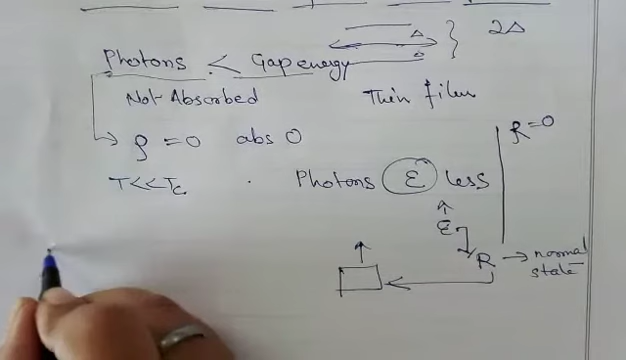 2Δ
Δ
Photons < Gap energy
Not Absorbed
Thin film
ρ = 0 abs 0
R = 0
T << Tc
Photons ε less
ε
R → normal state